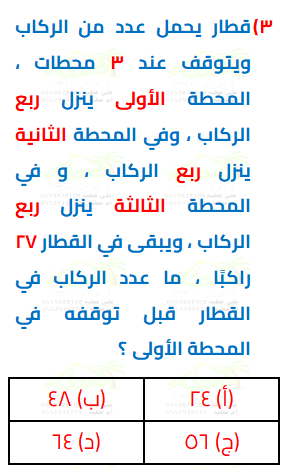 ٣) قطار يحمل عدد من الركاب
ويتوقف عند ٣ محطات ،
المحطة الأولى ينزل ربع
الركاب ، وفي المحطة الثانية
ينزل ربع الركاب ، و في
المحطة الثالثة ينزل ربع
الركاب ، ويبقى في القطار ٢٧
راكبًا ، ما عدد الركاب في
القطار قبل توقفه في
المحطة الأولى ؟
(أ) ٢٤ (ب) ٤٨
(ج) ٥٦ (د) ٦٤